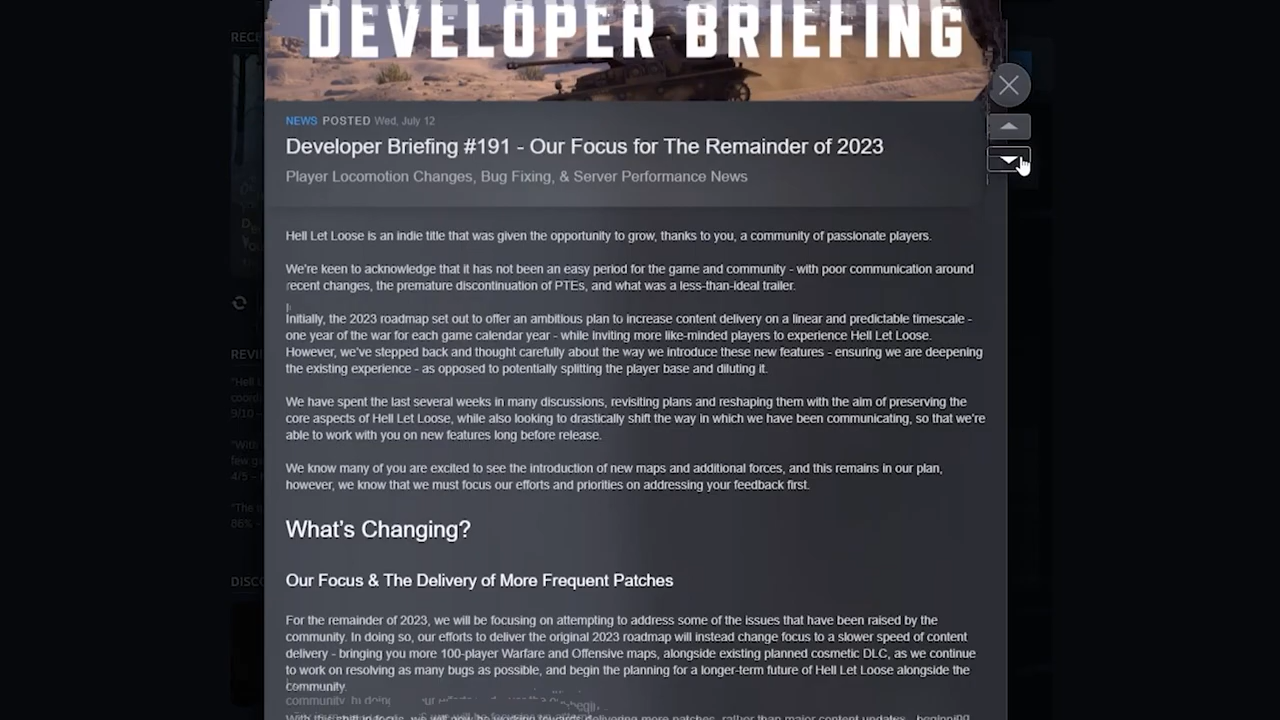 DEVELOPER BRIEFING
RECE
NEWS POSTED Wed, July 12
Developer Briefing #191 - Our Focus for The Remainder of 2023
Player Locomotion Changes, Bug Fixing, & Server Performance News
Hell Let Loose is an indie title that was given the opportunity to grow, thanks to you, a community of passionate players.
We're keen to acknowledge that it has not been an easy period for the game and community - with poor communication around
recent changes, the premature discontinuation of PTEs, and what was a less-than-ideal trailer.
Initially, the 2023 roadmap set out to offer an ambitious plan to increase content delivery on a linear and predictable timescale -
one year of the war for each game calendar year - while inviting more like-minded players to experience Hell Let Loose.
However, we've stepped back and thought carefully about the way we introduce these new features - ensuring we are deepening
the existing experience - as opposed to potentially splitting the player base and diluting it.
REVI
"Hell L
coord
9/10 -
We have spent the last several weeks in many discussions, revisiting plans and reshaping them with the aim of preserving the
core aspects of Hell Let Loose, while also looking to drastically shift the way in which we have been communicating, so that we're
able to work with you on new features long before release.
"With
few g
4/5 -
We know many of you are excited to see the introduction of new maps and additional forces, and this remains in our plan,
however, we know that we must focus our efforts and priorities on addressing your feedback first.
"The
86% -
What's Changing?
DISCO
Our Focus & The Delivery of More Frequent Patches
For the remainder of 2023, we will be focusing on attempting to address some of the issues that have been raised by the
community. In doing so, our efforts to deliver the original 2023 roadmap will instead change focus to a slower speed of content
delivery - bringing you more 100-player Warfare and Offensive maps, alongside existing planned cosmetic DLC, as we continue
to work on resolving as many bugs as possible, and begin the planning for a longer-term future of Hell Let Loose alongside the
community.